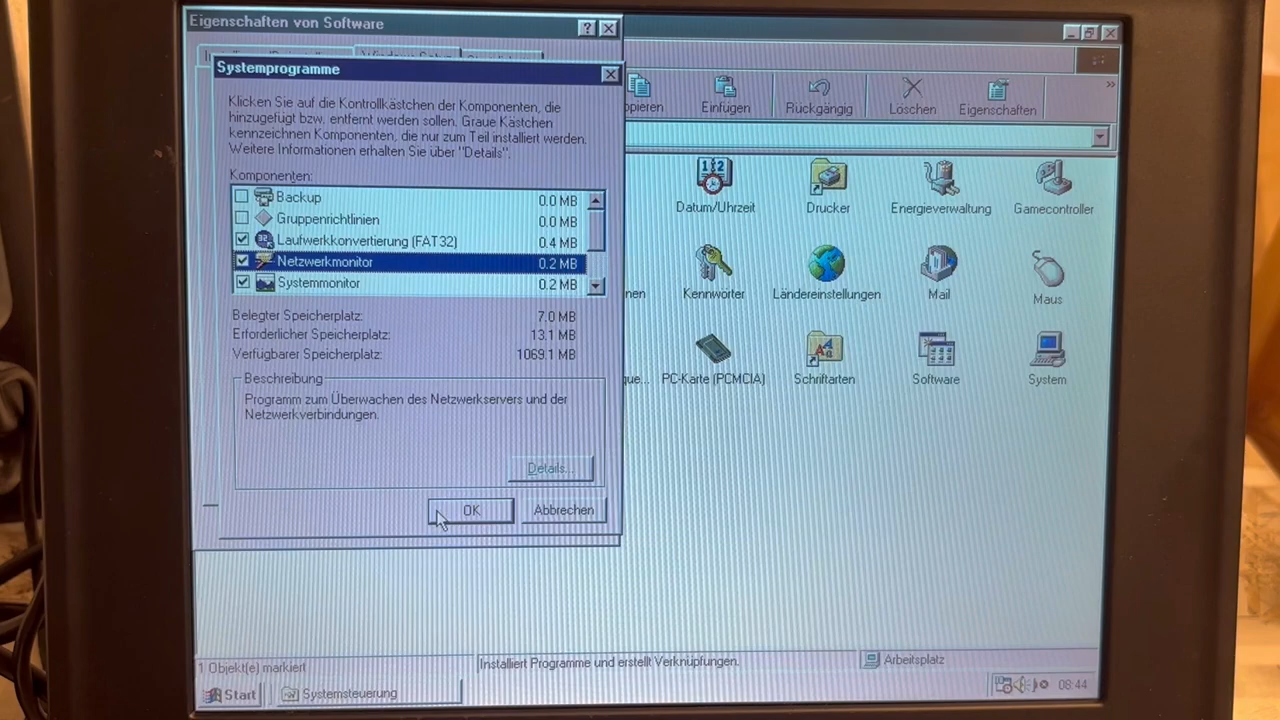 Eigenschaften von Software
Systemprogramme
Klicken Sie auf die Kontrollkästchen der Komponenten, die
hinzugefügt bzw. entfernt werden sollen. Graue Kästchen
kennzeichnen Komponenten, die nur zum Teil installiert werden.
Weitere Informationen erhalten Sie über "Details".
Komponenten:
Backup 0.0 MB
Gruppenrichtlinien 0.0 MB
Laufwerkkonvertierung (FAT32) 0.4 MB
Netzwerkmonitor 0.2 MB
Systemmonitor 0.2 MB
Belegter Speicherplatz: 7.0 MB
Erforderlicher Speicherplatz: 13.1 MB
Verfügbarer Speicherplatz: 1069.1 MB
Beschreibung
Programm zum Überwachen des Netzwerkservers und der
Netzwerkverbindungen.
Details...
OK Abbrechen
opieren Einfügen Rückgängig Löschen Eigenschaften
Datum/Uhrzeit Drucker Energieverwaltung Gamecontroller
nen Kennwörter Ländereinstellungen Mail Maus
que... PC-Karte (PCMCIA) Schriftarten Software System
1 Objekt(e) markiert Installiert Programme und erstellt Verknüpfungen. Arbeitsplatz
Start Systemsteuerung 08:44